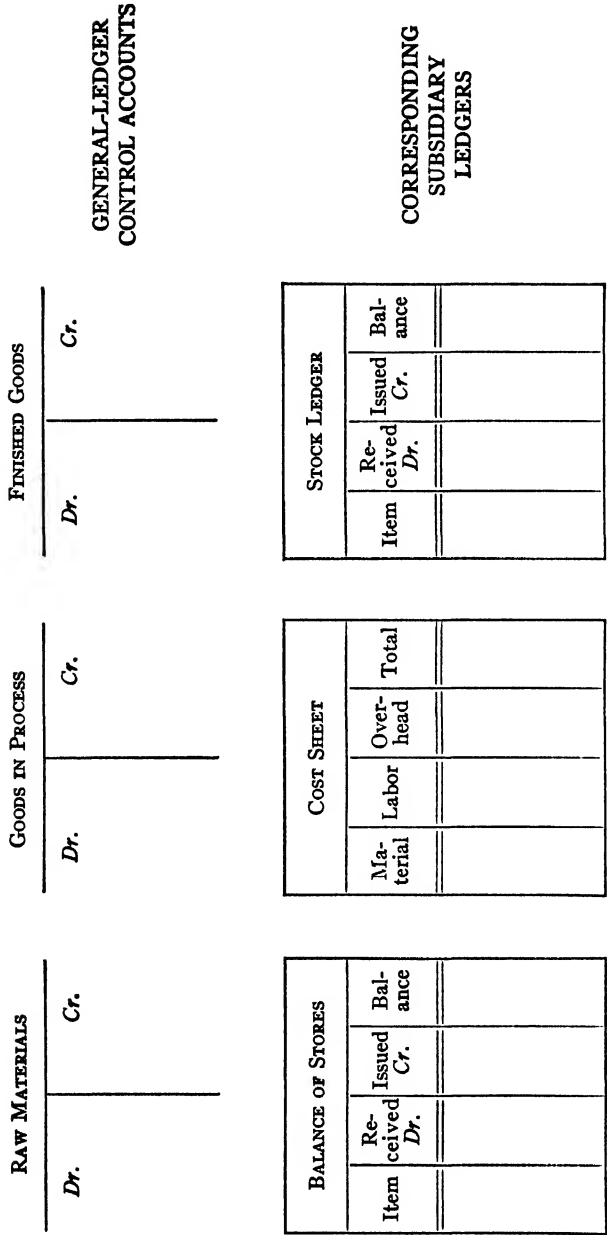 RAW MATERIALS
Dr. Cr.
GOODS IN PROCESS
Dr. Cr.
FINISHED GOODS
Dr. Cr.
GENERAL-LEDGER
CONTROL ACCOUNTS
BALANCE OF STORES
Item
Re-
ceived
Dr.
Issued
Cr.
Bal-
ance
COST SHEET
Ma-
terial
Labor
Over-
head
Total
STOCK LEDGER
Item
Re-
ceived
Dr.
Issued
Cr.
Bal-
ance
CORRESPONDING
SUBSIDIARY
LEDGERS